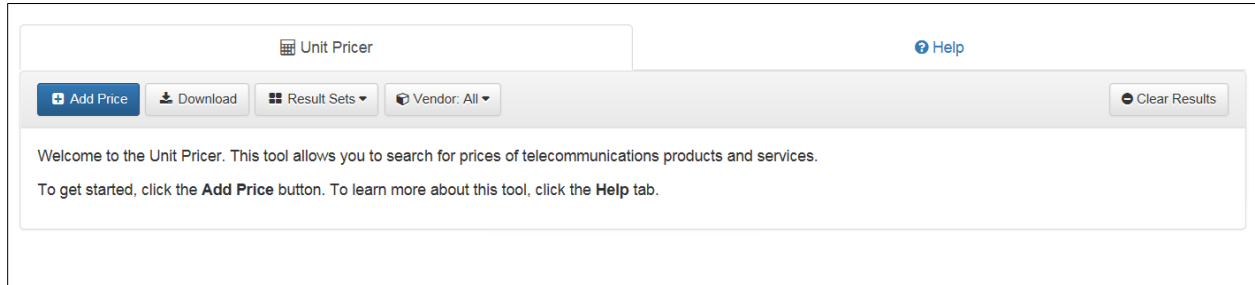 Unit Pricer
Help
Add Price
Download
Result Sets
Vendor: All
Clear Results
Welcome to the Unit Pricer. This tool allows you to search for prices of telecommunications products and services.
To get started, click the Add Price button. To learn more about this tool, click the Help tab.